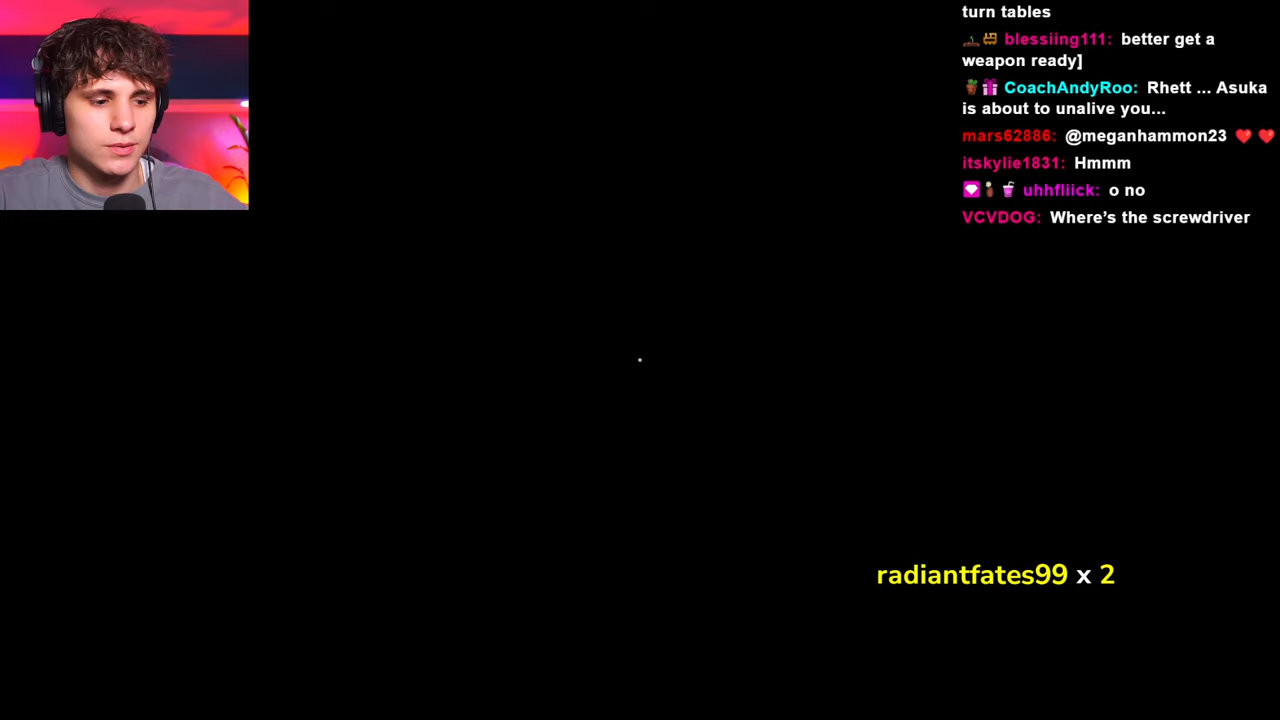 turn tables
blessiing111: better get a
weapon ready]
CoachAndyRoo: Rhett ... Asuka
is about to unalive you...
mars62886: @meganhammon23
itskylie1831: Hmmm
uhhfliick: o no
VCVDOG: Where’s the screwdriver
radiantfates99 x 2